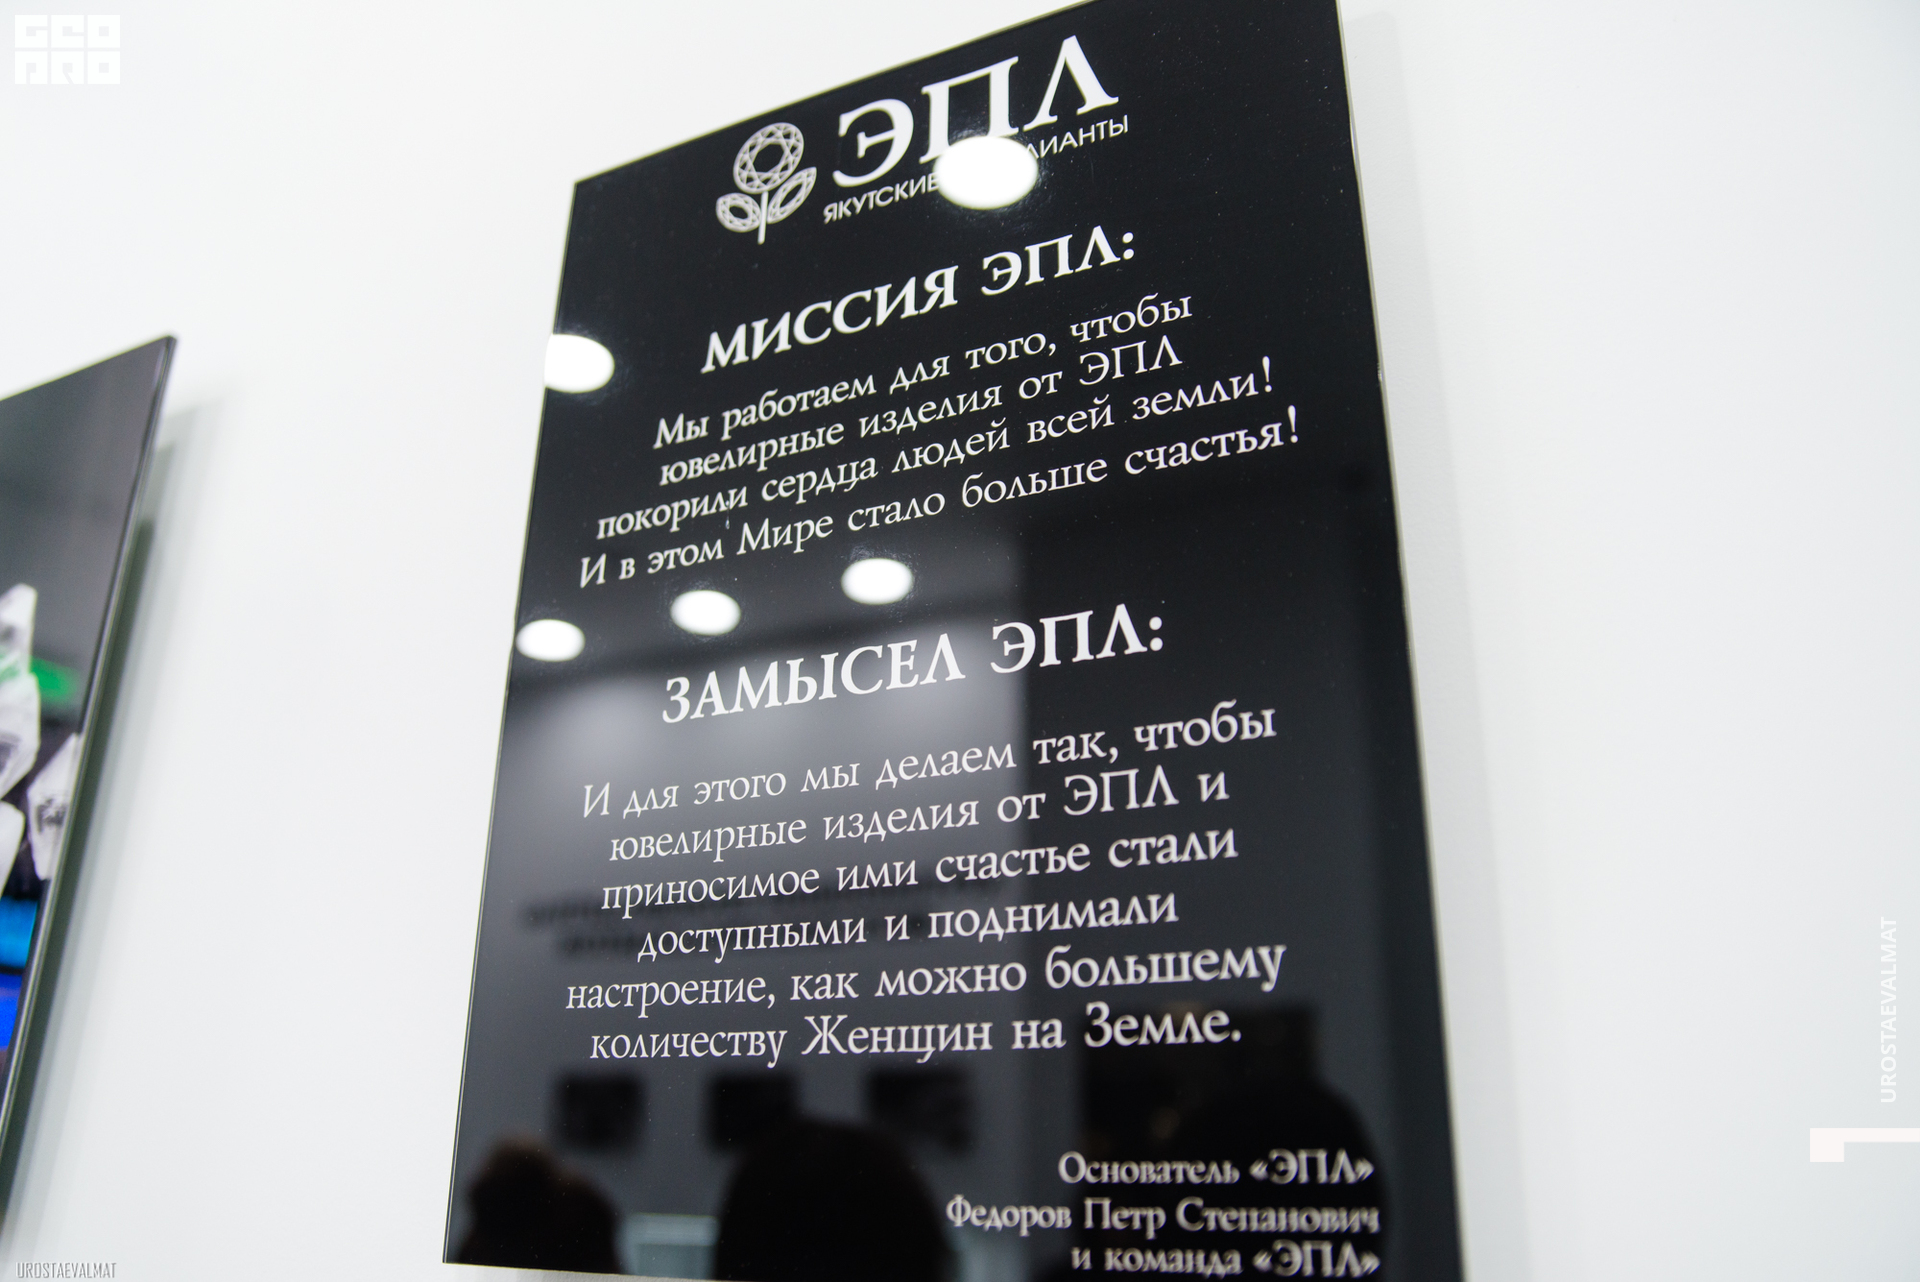 GEO
PRO
ЭПЛ
ЯКУТСКИЕ
МИССИЯ ЭПЛ:
Мы работаем для того, чтобы
ювелирные изделия от ЭПЛ
покорили сердца людей всей земли!
И в этом Мире стало больше счастья!
ЗАМЫСЕЛ ЭПЛ:
И для этого мы делаем так, чтобы
ювелирные изделия от ЭПЛ и
приносимое ими счастье стали
доступными и поднимали
настроение, как можно большему
количеству Женщин на Земле.
Основатель «ЭПЛ»
Федоров Петр Степанович
и команда «ЭПЛ»
UROSTAEVALMAT
UROSTAEVALMAT